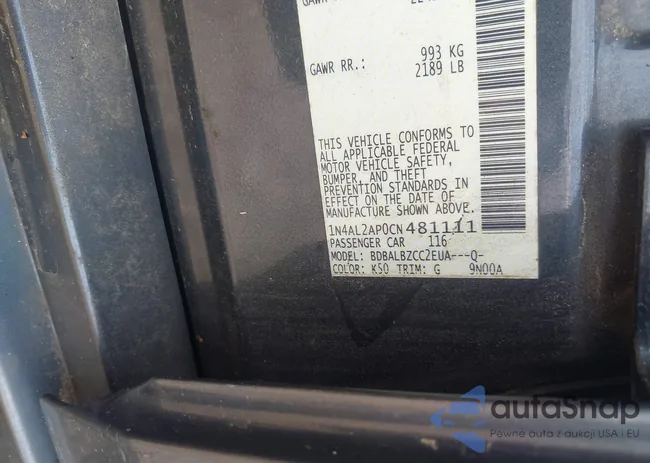 GAWR RR.: 993 KG
2189 LB
THIS VEHICLE CONFORMS TO
ALL APPLICABLE FEDERAL
MOTOR VEHICLE SAFETY,
BUMPER, AND THEFT
PREVENTION STANDARDS IN
EFFECT ON THE DATE OF
MANUFACTURE SHOWN ABOVE.
1N4AL2AP0CN481111
PASSENGER CAR 116
MODEL: BDBALBZCC2EUA---Q-
COLOR: K50 TRIM: G 9N00A
autoSnap
Pewne auta z aukcji USA i EU